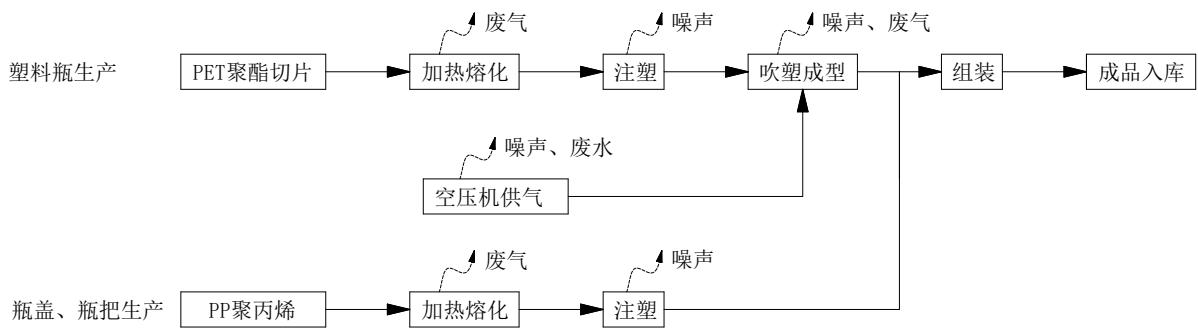 废气
噪声
噪声、废气
塑料瓶生产
PET聚酯切片
加热熔化
注塑
吹塑成型
组装
成品入库
噪声、废水
空压机供气
废气
噪声
瓶盖、瓶把生产
PP聚丙烯
加热熔化
注塑